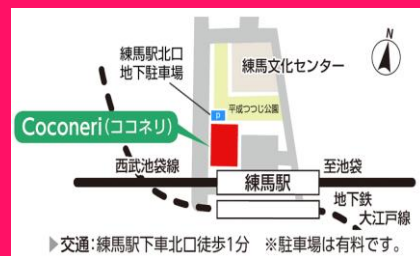 練馬駅北口
地下駐車場
練馬文化センター
N
P
平成つつじ公園
Coconeri(ココネリ)
西武池袋線
至池袋
練馬駅
地下鉄
大江戸線
▶交通:練馬駅下車北口徒歩1分 ※駐車場は有料です。